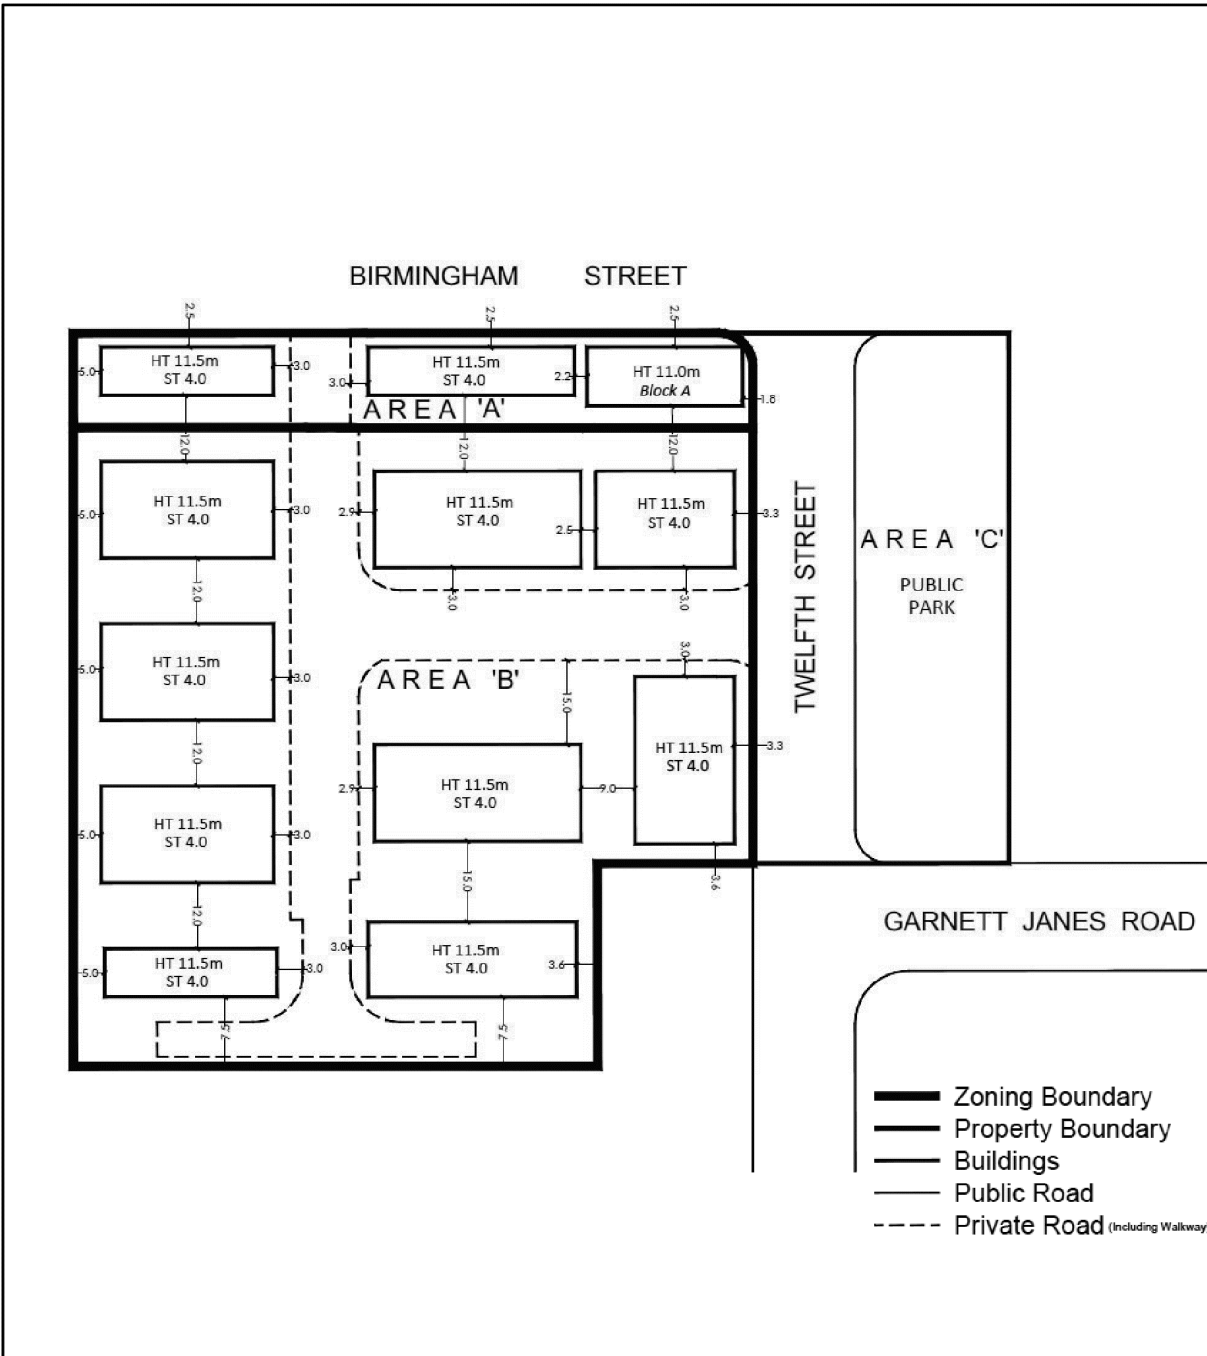 BIRMINGHAM STREET
2.5
2.5
2.5
HT 11.5m
ST 4.0
5.0
3.0
HT 11.5m
ST 4.0
3.0
2.2
HT 11.0m
Block A
1.8
AREA 'A'
12.0
12.0
12.0
HT 11.5m
ST 4.0
5.0
3.0
HT 11.5m
ST 4.0
2.9
2.5
HT 11.5m
ST 4.0
3.3
3.0
3.0
12.0
TWELFTH STREET
AREA 'C'
PUBLIC
PARK
HT 11.5m
ST 4.0
5.0
3.0
AREA 'B'
15.0
3.0
HT 11.5m
ST 4.0
3.3
12.0
HT 11.5m
ST 4.0
2.9
9.0
HT 11.5m
ST 4.0
5.0
3.0
15.0
3.6
12.0
GARNETT JANES ROAD
HT 11.5m
ST 4.0
3.0
3.6
HT 11.5m
ST 4.0
5.0
3.0
7.5
7.5
Zoning Boundary
Property Boundary
Buildings
Public Road
Private Road (Including Walkway)